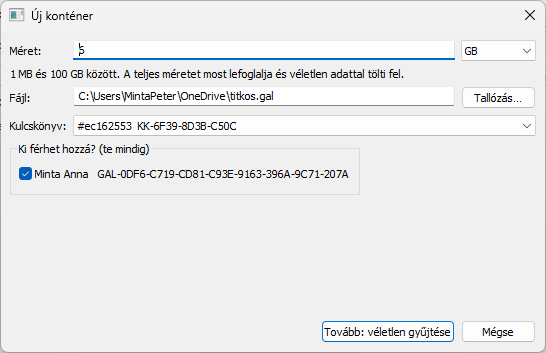 Új konténer
Méret: 5 GB
1 MB és 100 GB között. A teljes méretet most lefoglalja és véletlen adattal tölti fel.
Fájl: C:\Users\MintaPeter\OneDrive\titkos.gal Tallózás...
Kulcskönyv: #ec162553 KK-6F39-8D3B-C50C
Ki férhet hozzá? (te mindig)
Minta Anna GAL-0DF6-C719-CD81-C93E-9163-396A-9C71-207A
Tovább: véletlen gyűjtése Mégse